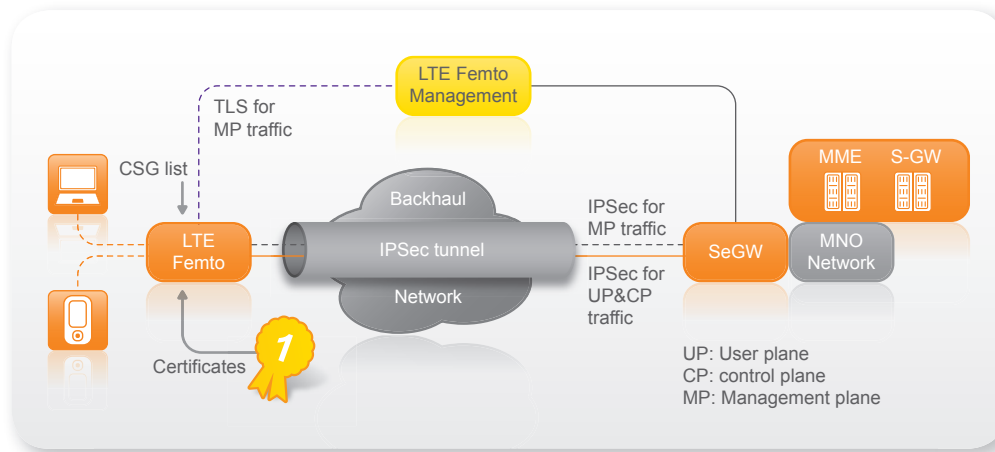 LTE Femto
Management
TLS for
MP traffic
CSG list
MME
S-GW
Backhaul
IPSec for
MP traffic
LTE
Femto
IPSec tunnel
SeGW
MNO
Network
IPSec for
UP&CP
traffic
Network
1
Certificates
UP: User plane
CP: control plane
MP: Management plane